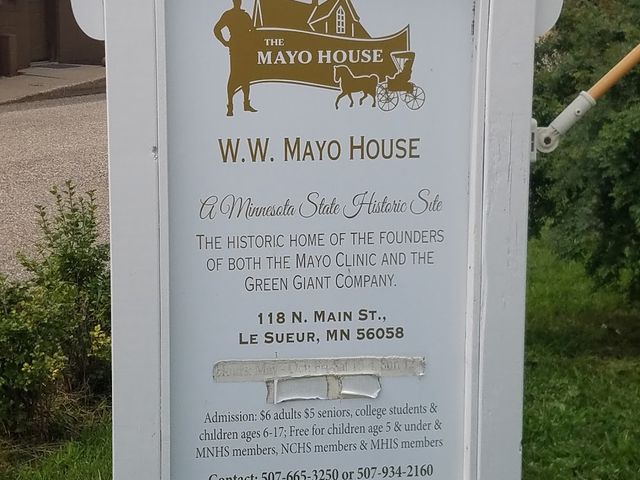 THE
MAYO HOUSE
W.W. MAYO HOUSE
A Minnesota State Historic Site
THE HISTORIC HOME OF THE FOUNDERS
OF BOTH THE MAYO CLINIC AND THE
GREEN GIANT COMPANY.
118 N. MAIN ST.,
LE SUEUR, MN 56058
Admission: $6 adults $5 seniors, college students &
children ages 6-17; Free for children age 5 & under &
MNHS members, NCHS members & MHIS members
Contact: 507-665-3250 or 507-934-2160